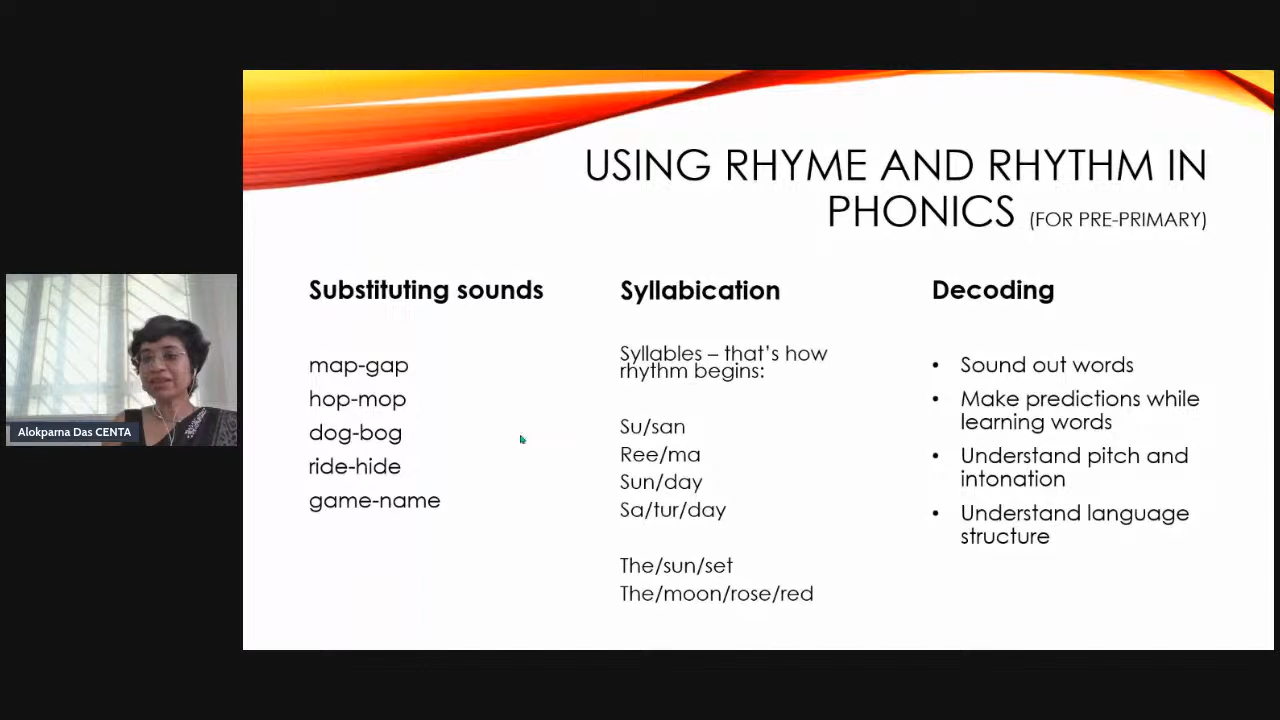 USING RHYME AND RHYTHM IN
PHONICS (FOR PRE-PRIMARY)
Substituting sounds
map-gap
hop-mop
dog-bog
ride-hide
game-name
Syllabication
Syllables – that's how
rhythm begins:
Su/san
Ree/ma
Sun/day
Sa/tur/day
The/sun/set
The/moon/rose/red
Decoding
• Sound out words
• Make predictions while
learning words
• Understand pitch and
intonation
• Understand language
structure
Alokparna Das CENTA